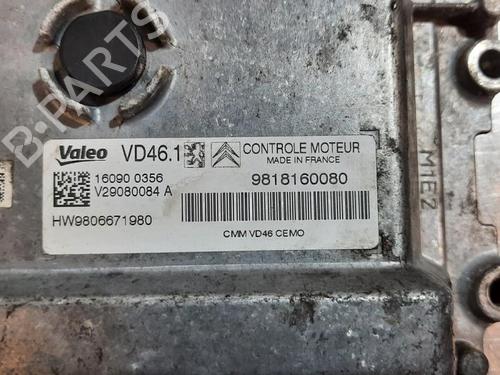 Valeo VD46.1 CONTROLE MOTEUR
MADE IN FRANCE
16090 0356
V29080084 A
9818160080
HW9806671980
CMM VD46 CEMO
M1E2
B-PARTS